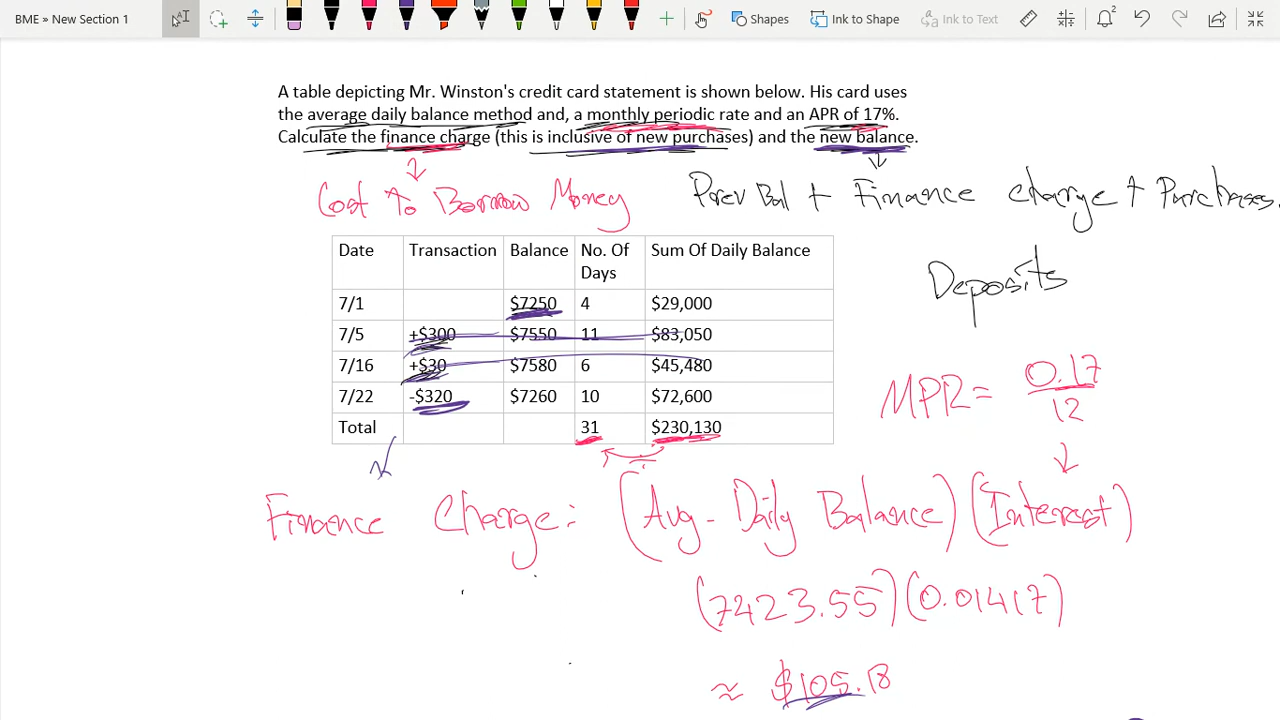 BME » New Section 1
Shapes
Ink to Shape
Ink to Text
2
A table depicting Mr. Winston's credit card statement is shown below. His card uses
the average daily balance method and, a monthly periodic rate and an APR of 17%.
Calculate the finance charge (this is inclusive of new purchases) and the new balance.
Cost To Borrow Money
Prev Bal + Finance charge + Purchases.
Deposits
Date Transaction Balance No. Of Days Sum Of Daily Balance
7/1 $7250 4 $29,000
7/5 +$300 $7550 11 $83,050
7/16 +$30 $7580 6 $45,480
7/22 -$320 $7260 10 $72,600
Total 31 $230,130
MPR = 0.17
12
Finance Charge: (Avg-Daily Balance)(Interest)
(7423.55)(0.01417)
≈ $105.18